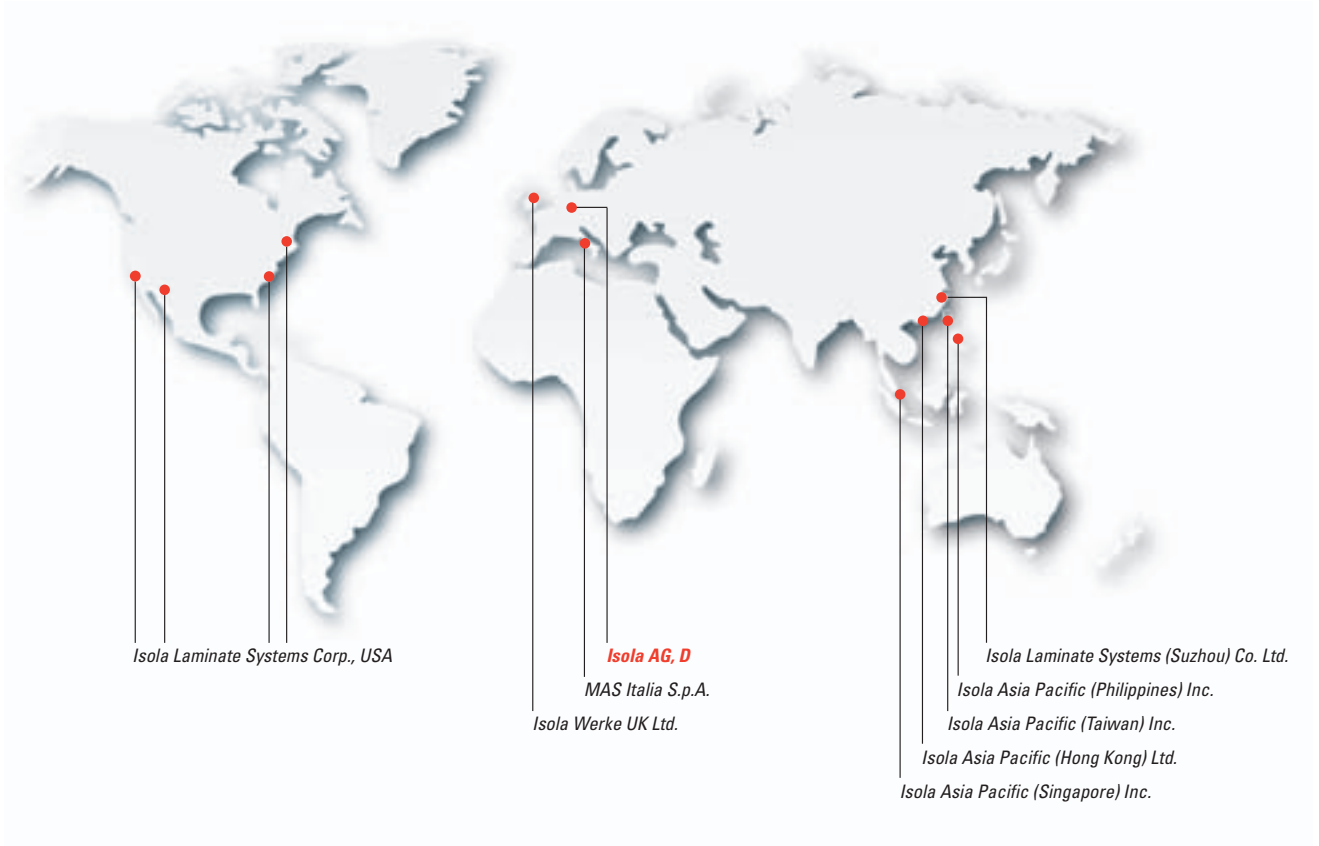 Isola Laminate Systems Corp., USA
Isola AG, D
MAS Italia S.p.A.
Isola Werke UK Ltd.
Isola Laminate Systems (Suzhou) Co. Ltd.
Isola Asia Pacific (Philippines) Inc.
Isola Asia Pacific (Taiwan) Inc.
Isola Asia Pacific (Hong Kong) Ltd.
Isola Asia Pacific (Singapore) Inc.